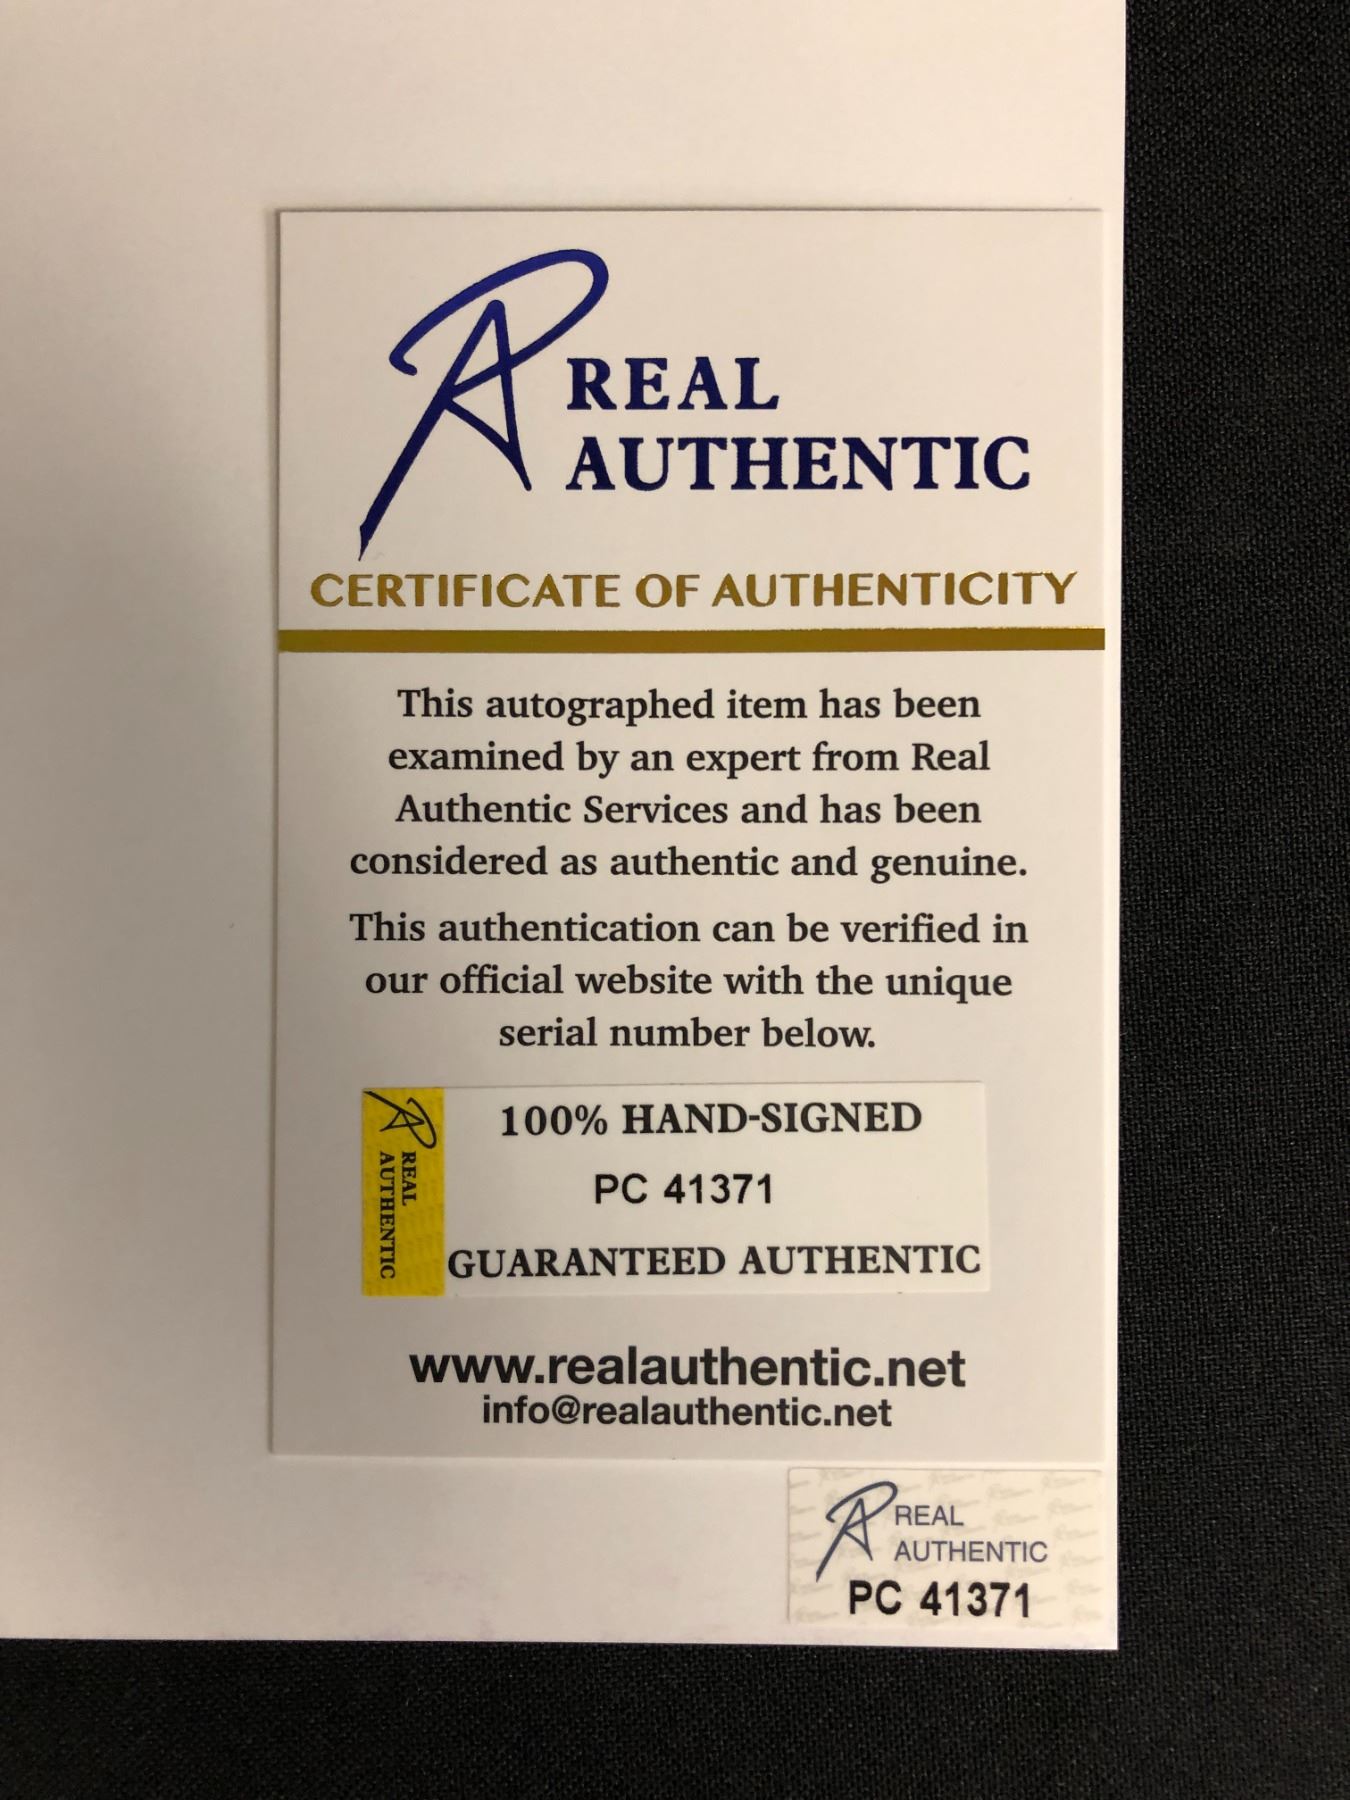 REAL
AUTHENTIC
CERTIFICATE OF AUTHENTICITY
This autographed item has been
examined by an expert from Real
Authentic Services and has been
considered as authentic and genuine.
This authentication can be verified in
our official website with the unique
serial number below.
REAL
AUTHENTIC
100% HAND-SIGNED
PC 41371
GUARANTEED AUTHENTIC
www.realauthentic.net
info@realauthentic.net
REAL
AUTHENTIC
PC 41371